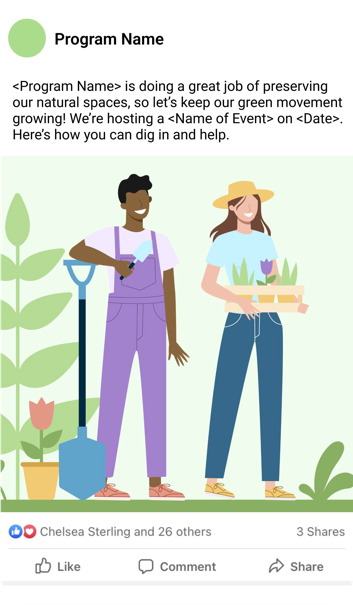 Program Name
<Program Name> is doing a great job of preserving
our natural spaces, so let’s keep our green movement
growing! We’re hosting a <Name of Event> on <Date>.
Here’s how you can dig in and help.
Chelsea Sterling and 26 others
3 Shares
Like
Comment
Share